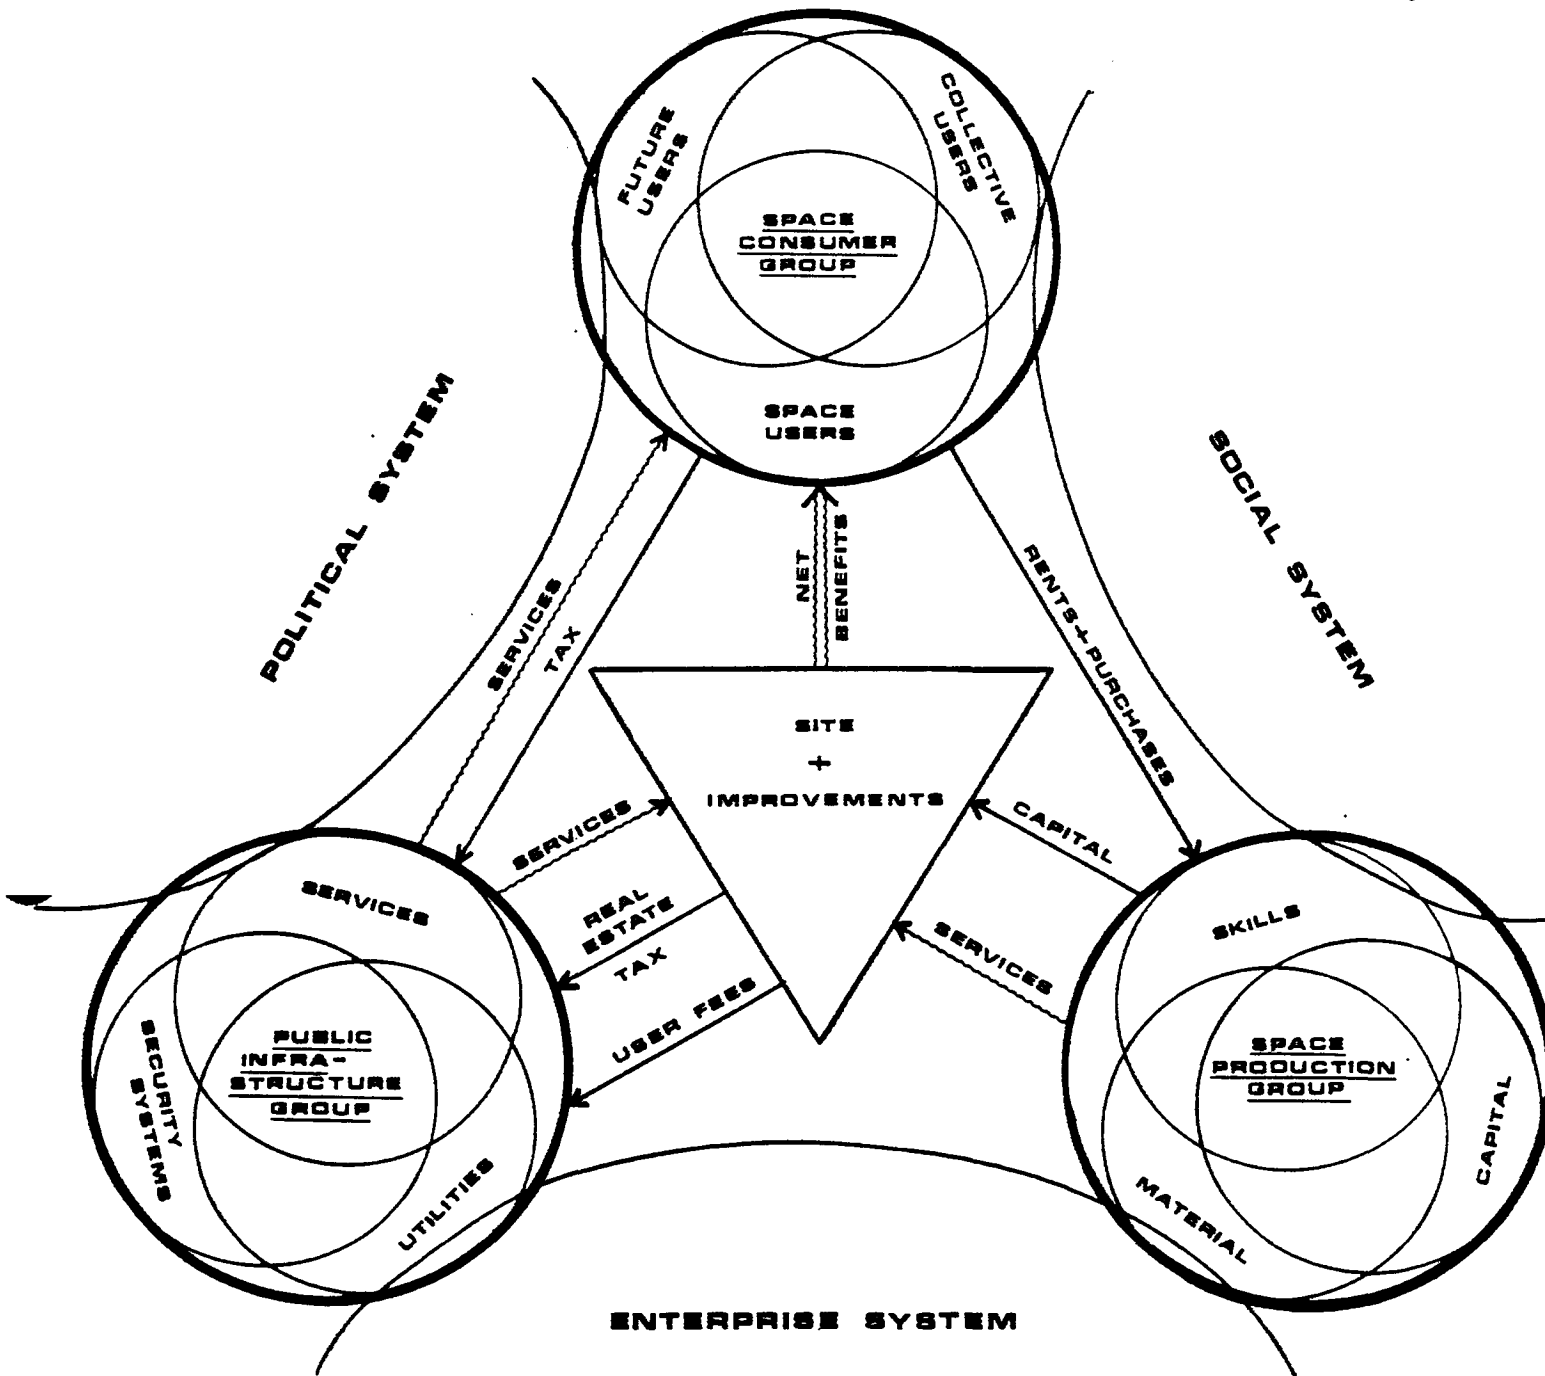 FUTURE
USERS
COLLECTIVE
USERS
SPACE
CONSUMER
GROUP
SPACE
USERS
POLITICAL SYSTEM
SOCIAL SYSTEM
SERVICES
TAX
NET
BENEFITS
RENTS+PURCHASES
SITE
+
IMPROVEMENTS
SERVICES
REAL
ESTATE
TAX
USER FEES
CAPITAL
SERVICES
SERVICES
SECURITY
SYSTEMS
PUBLIC
INFRA-
STRUCTURE
GROUP
UTILITIES
SKILLS
SPACE
PRODUCTION
GROUP
CAPITAL
MATERIAL
ENTERPRISE SYSTEM